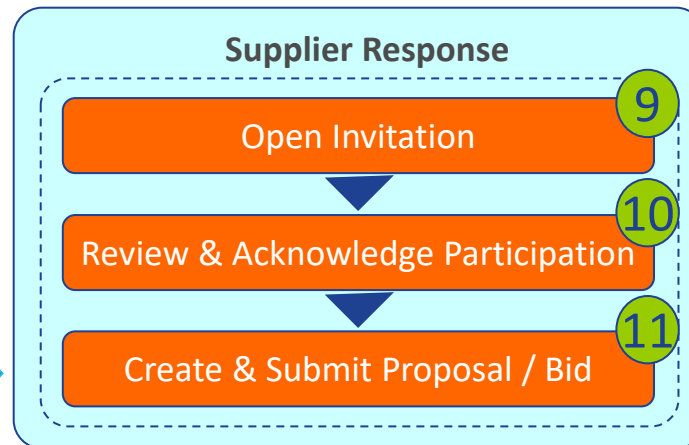 Supplier Response
9
Open Invitation
10
Review & Acknowledge Participation
11
Create & Submit Proposal / Bid